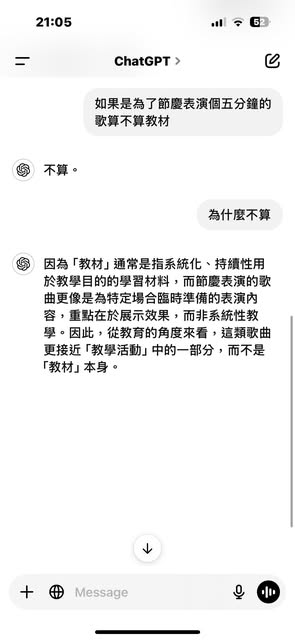 21:05
52
ChatGPT >
如果是為了節慶表演個五分鐘的
歌算不算教材
不算。
為什麼不算
因為「教材」通常是指系統化、持續性用
於教學目的的學習材料，而節慶表演的歌
曲更像是為特定場合臨時準備的表演內
容，重點在於展示效果，而非系統性教
學。因此，從教育的角度來看，這類歌曲
更接近「教學活動」中的一部分，而不是
「教材」本身。
Message